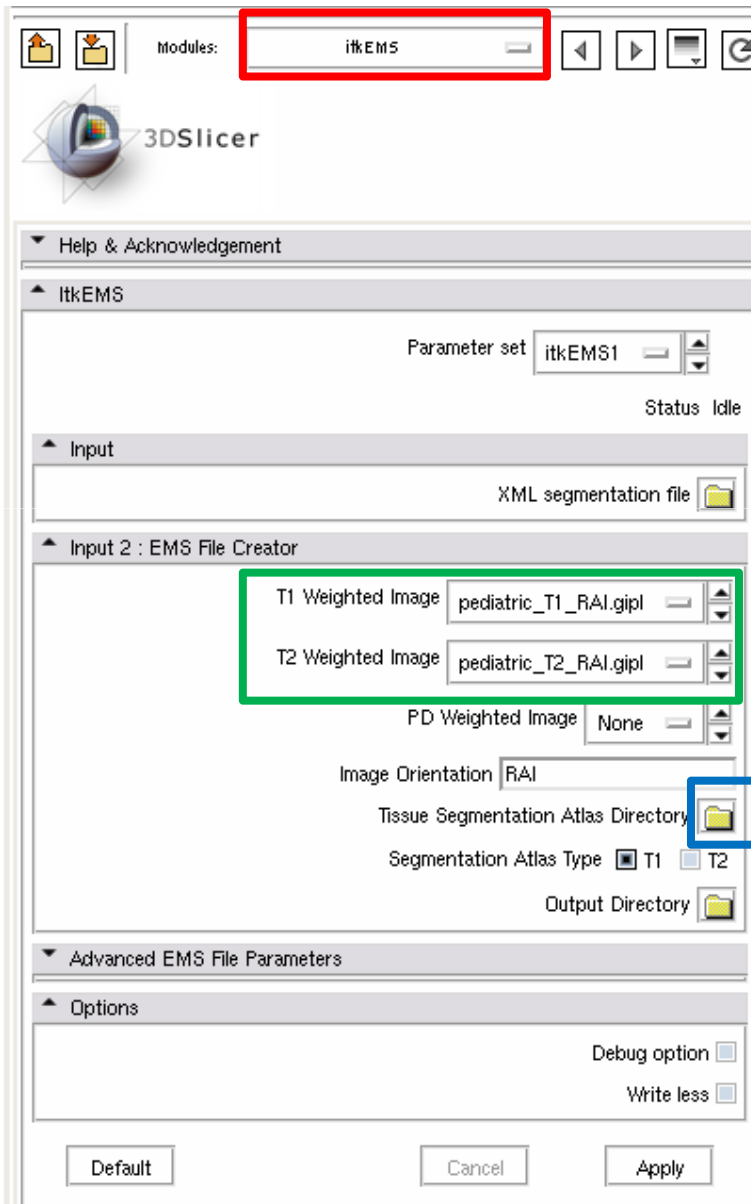 Modules: itkEMS
3DSlicer
Help & Acknowledgement
ItkEMS
Parameter set itkEMS1
Status Idle
Input
XML segmentation file
Input 2 : EMS File Creator
T1 Weighted Image pediatric_T1_RAI.gipl
T2 Weighted Image pediatric_T2_RAI.gipl
PD Weighted Image None
Image Orientation RAI
Tissue Segmentation Atlas Directory
Segmentation Atlas Type T1 T2
Output Directory
Advanced EMS File Parameters
Options
Debug option
Write less
Default Cancel Apply